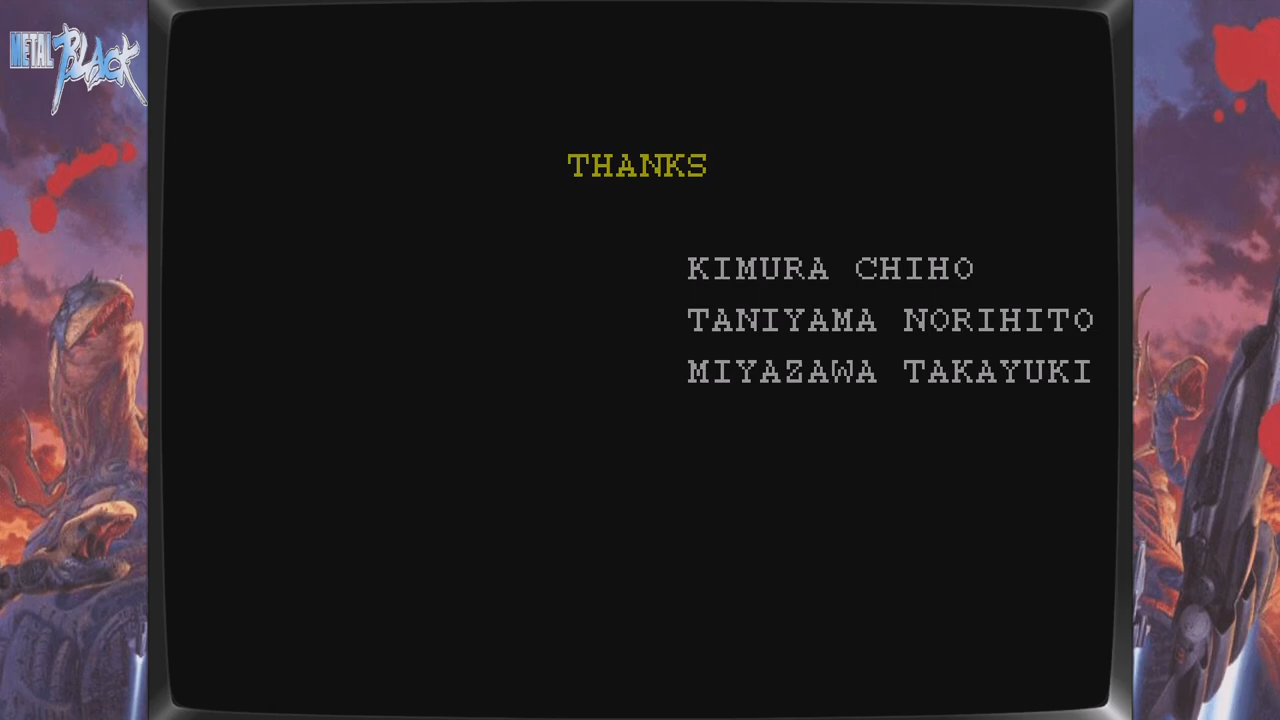 METAL BLACK
THANKS
KIMURA CHIHO
TANIYAMA NORIHITO
MIYAZAWA TAKAYUKI